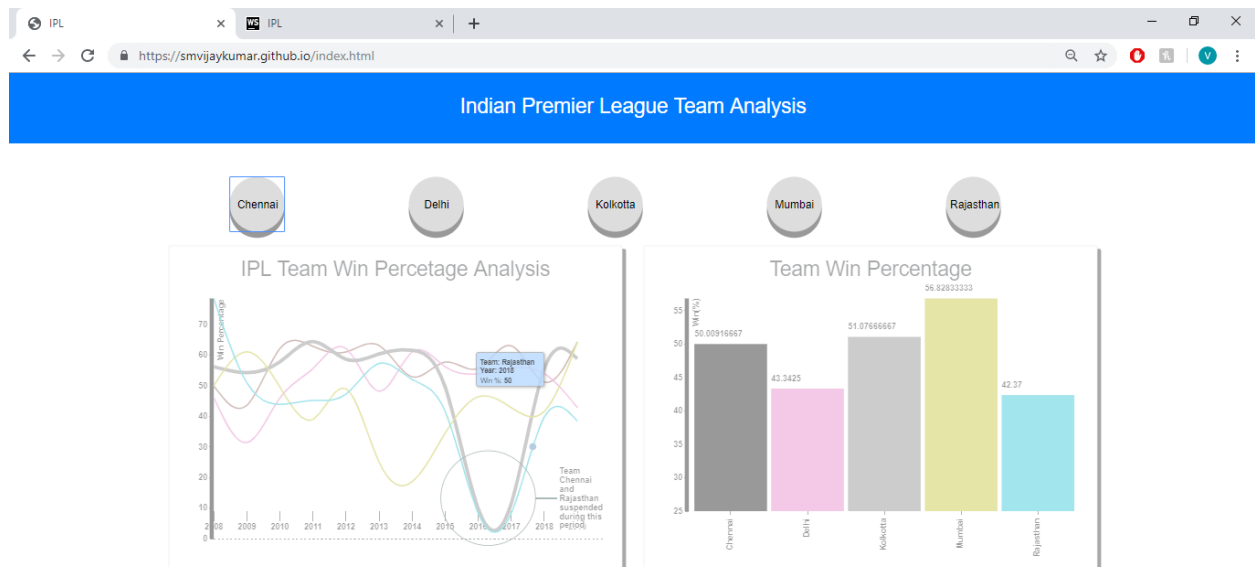 IPL
WS IPL
https://smvijaykumar.github.io/index.html
V
Indian Premier League Team Analysis
Chennai
Delhi
Kolkotta
Mumbai
Rajasthan
IPL Team Win Percetage Analysis
Win Percentage
70
60
50
40
30
20
10
0
2008
2009
2010
2011
2012
2013
2014
2015
2016
2017
2018
Team: Rajasthan
Year: 2018
Win %: 50
Team
Chennai
and
Rajasthan
suspended
during this
period
Team Win Percentage
Win(%)
55
50
45
40
35
30
25
50.00916667
43.3425
51.07666667
56.82833333
42.37
Chennai
Delhi
Kolkotta
Mumbai
Rajasthan